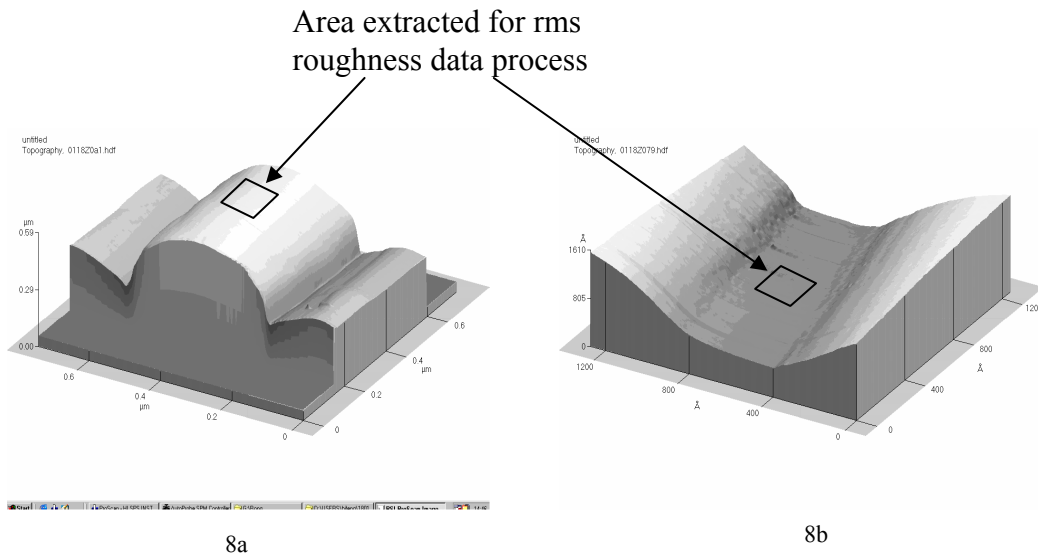 Area extracted for rms
roughness data process
untitled
Topography, 0118Z0a1.hdf
µm
0.59
0.29
0.00
0.6
0.4
µm
0.2
0
0
0.2
0.4
µm
0.6
untitled
Topography, 0118Z079.hdf
Å
1610
805
0
1200
800
Å
400
0
0
400
Å
800
120
Start
8a
8b